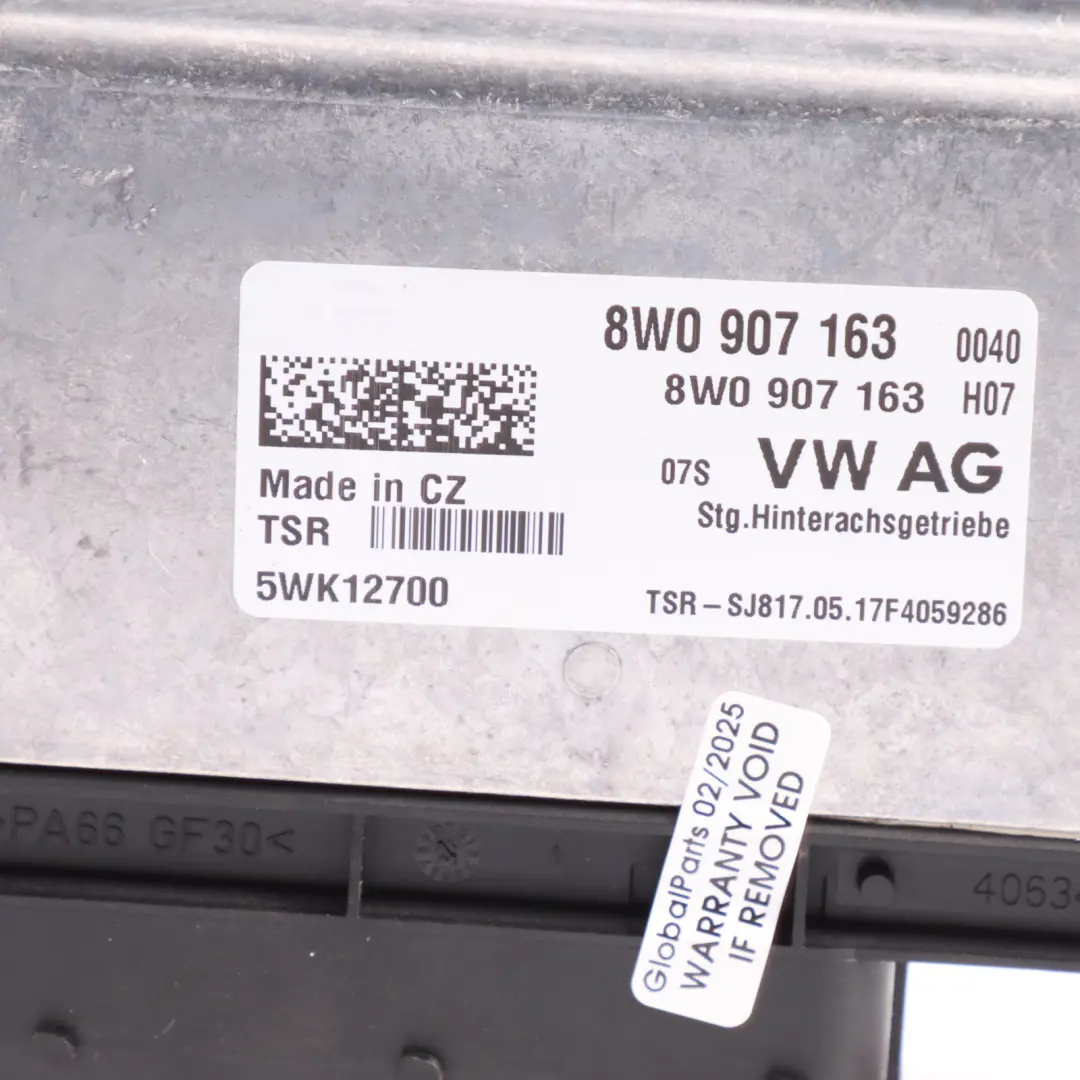 8W0 907 163 0040
8W0 907 163 H07
07S VW AG
Stg.Hinterachsgetriebe
Made in CZ
TSR
5WK12700
TSR-SJ817.05.17F4059286
GlobalParts 02/2025
WARRANTY VOID
IF REMOVED
>PA66 GF30<
4063